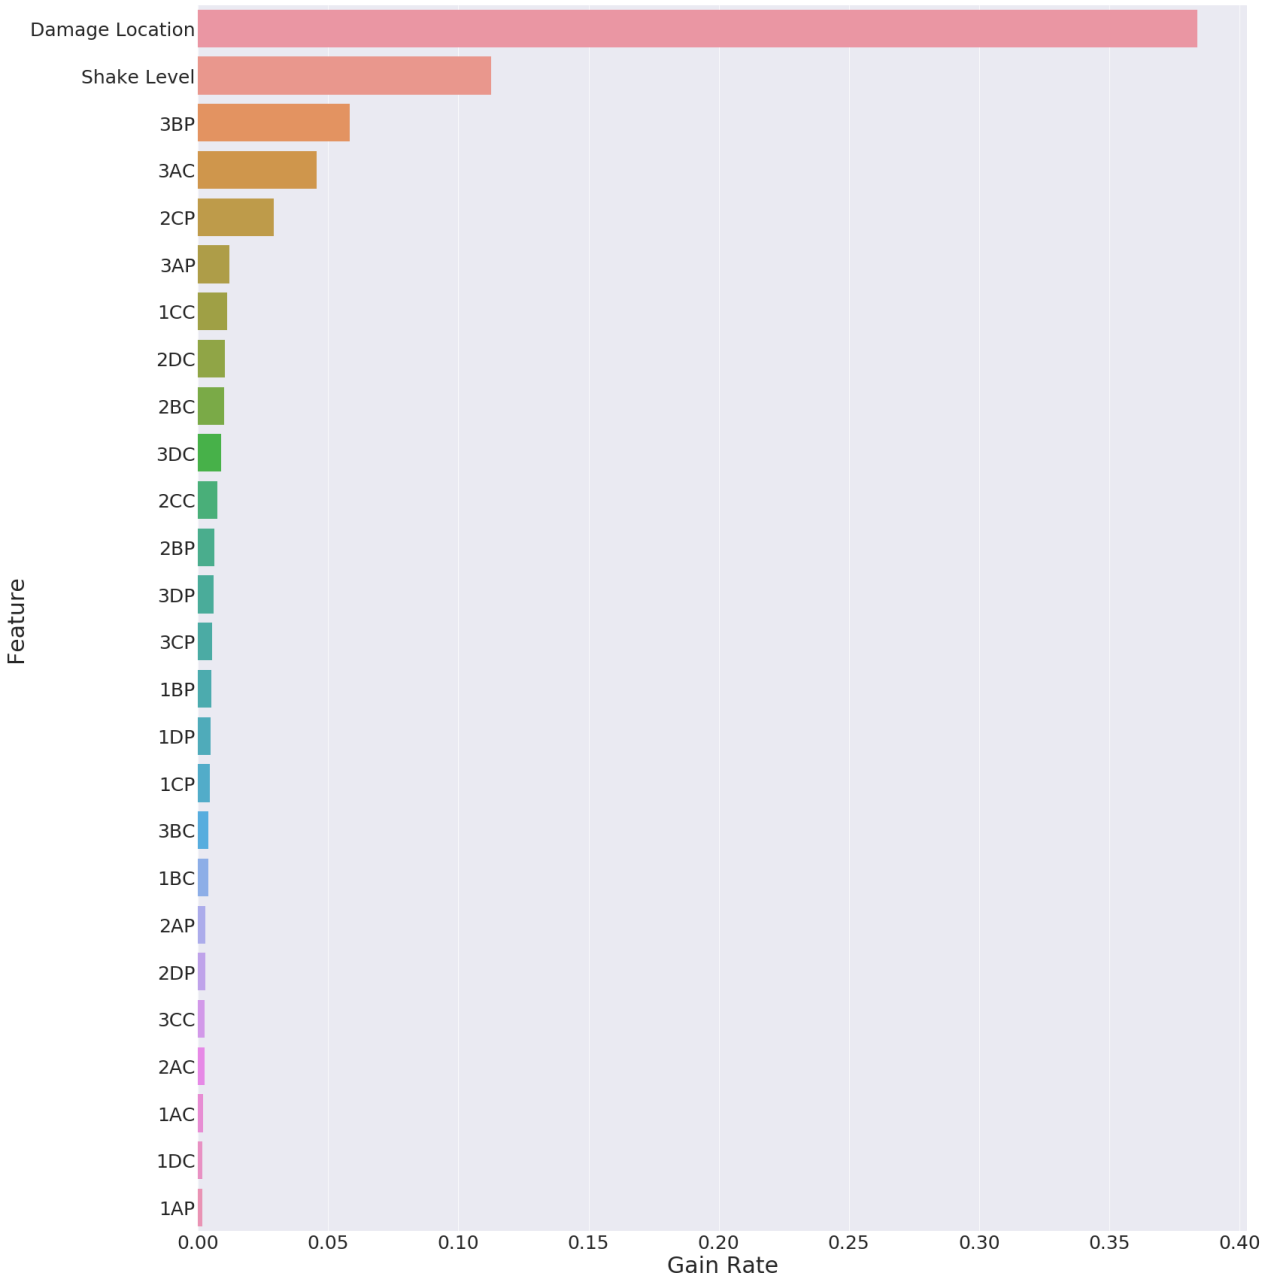 Damage Location
Shake Level
3BP
3AC
2CP
3AP
1CC
2DC
2BC
3DC
2CC
2BP
3DP
3CP
1BP
1DP
1CP
3BC
1BC
2AP
2DP
3CC
2AC
1AC
1DC
1AP
Feature
0.00 0.05 0.10 0.15 0.20 0.25 0.30 0.35 0.40
Gain Rate